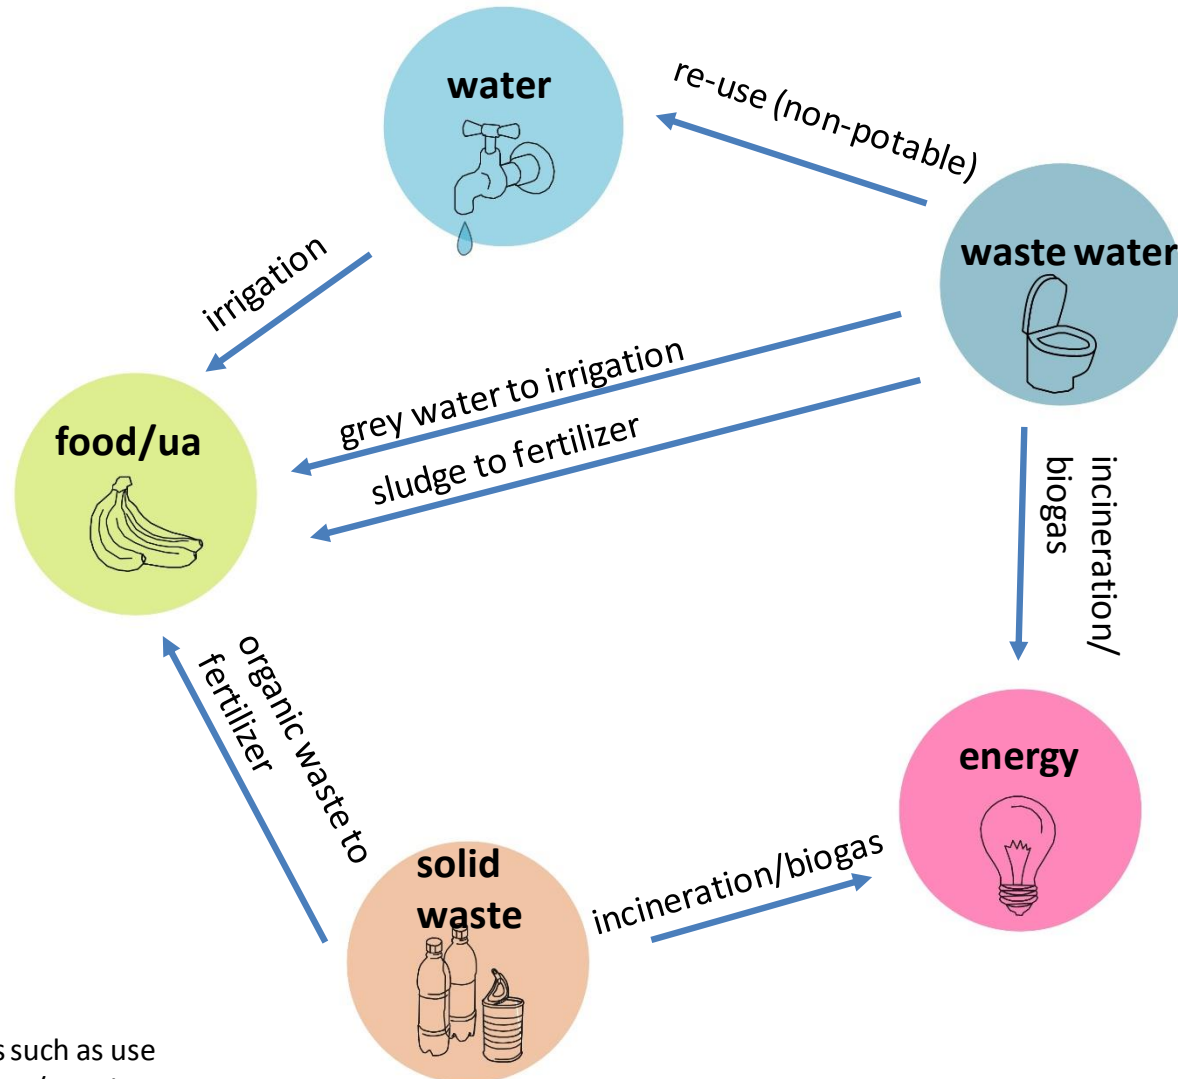 water
re-use (non-potable)
waste water
irrigation
grey water to irrigation
sludge to fertilizer
food/ua
incineration/
biogas
organic waste to
fertilizer
energy
solid
waste
incineration/biogas
s such as use